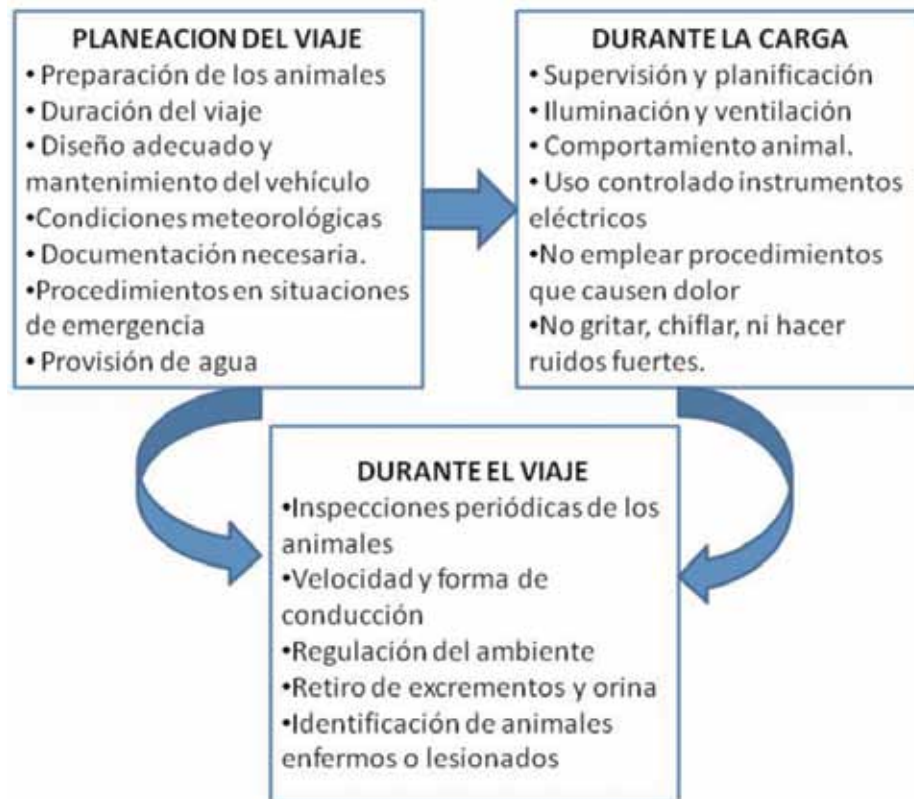 PLANEACION DEL VIAJE
• Preparación de los animales
• Duración del viaje
• Diseño adecuado y
mantenimiento del vehículo
•Condiciones meteorológicas
• Documentación necesaria.
•Procedimientos en situaciones
de emergencia
• Provisión de agua
DURANTE LA CARGA
• Supervisión y planificación
• Iluminación y ventilación
• Comportamiento animal.
• Uso controlado instrumentos
eléctricos
•No emplear procedimientos
que causen dolor
•No gritar, chiflar, ni hacer
ruidos fuertes.
DURANTE EL VIAJE
•Inspecciones periódicas de los
animales
•Velocidad y forma de
conducción
•Regulación del ambiente
•Retiro de excrementos y orina
•Identificación de animales
enfermos o lesionados